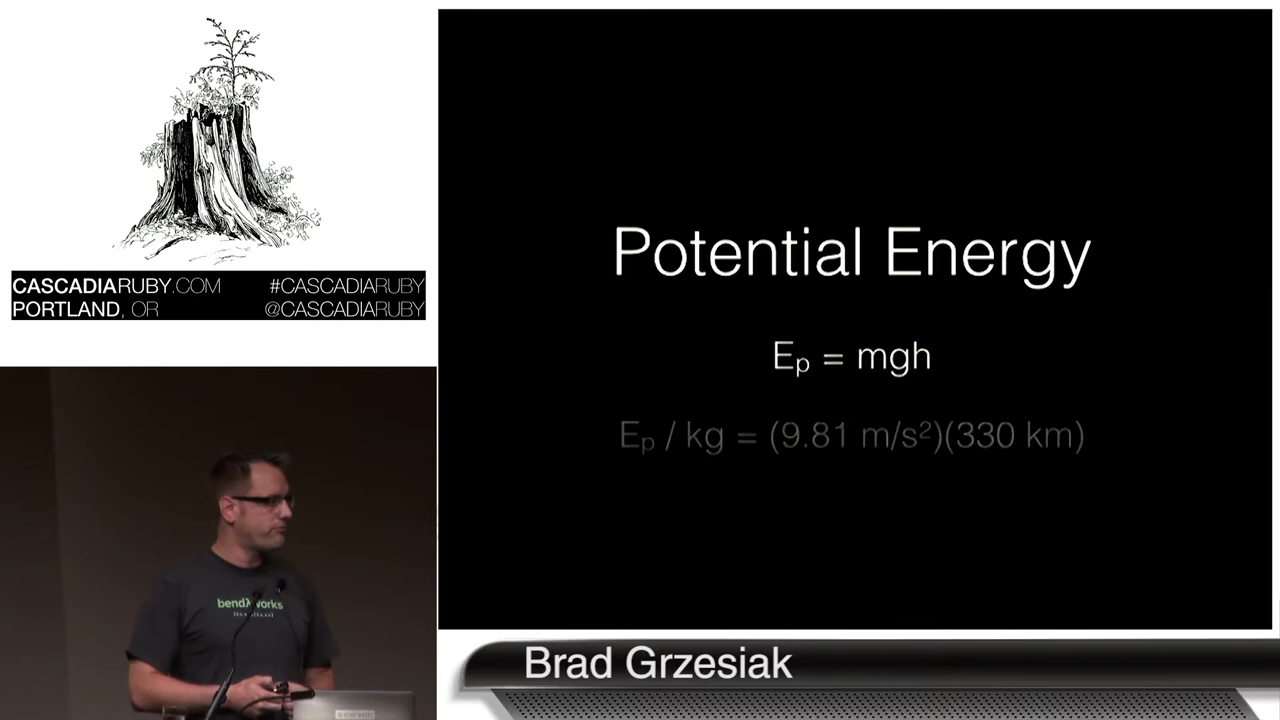 CASCADIARUBY.COM #CASCADIARUBY
PORTLAND, OR @CASCADIARUBY
Potential Energy
Eₚ = mgh
Eₚ / kg = (9.81 m/s²)(330 km)
bendλworks
Brad Grzesiak